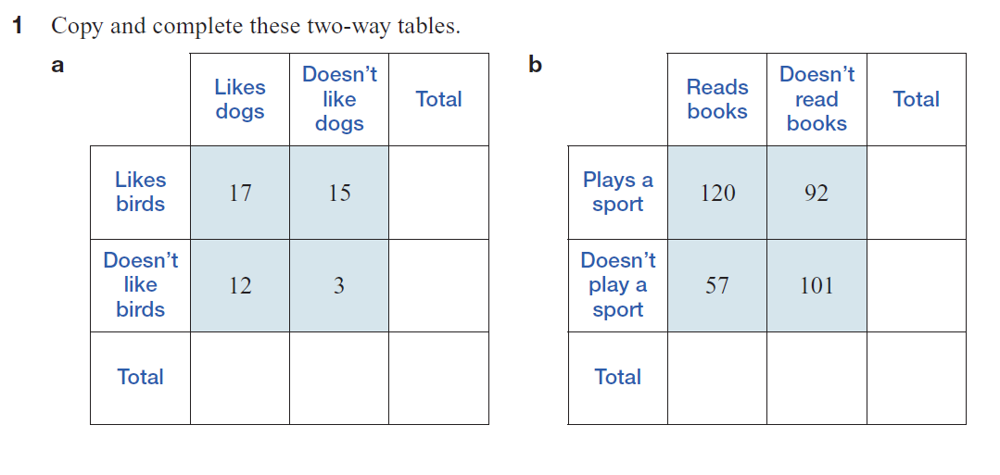 1 Copy and complete these two-way tables.
a
Likes
dogs
Doesn't
like
dogs
Total
Likes
birds
17
15
Doesn't
like
birds
12
3
Total
b
Reads
books
Doesn't
read
books
Total
Plays a
sport
120
92
Doesn't
play a
sport
57
101
Total